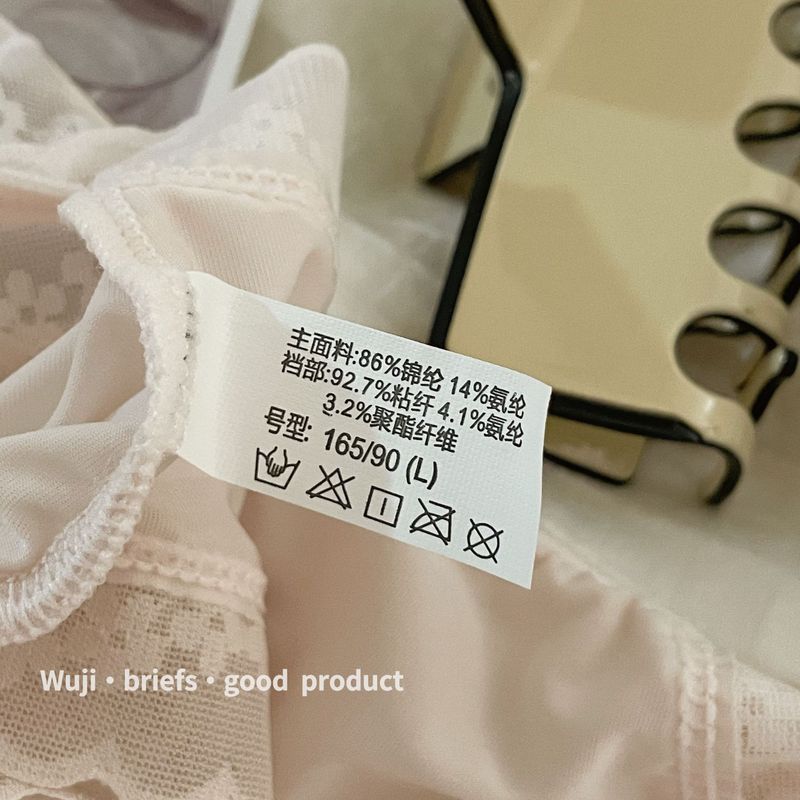 主面料:86%锦纶 14%氨纶
裆部:92.7%粘纤 4.1%氨纶
3.2%聚酯纤维
号型: 165/90 (L)
Wuji・briefs・good product